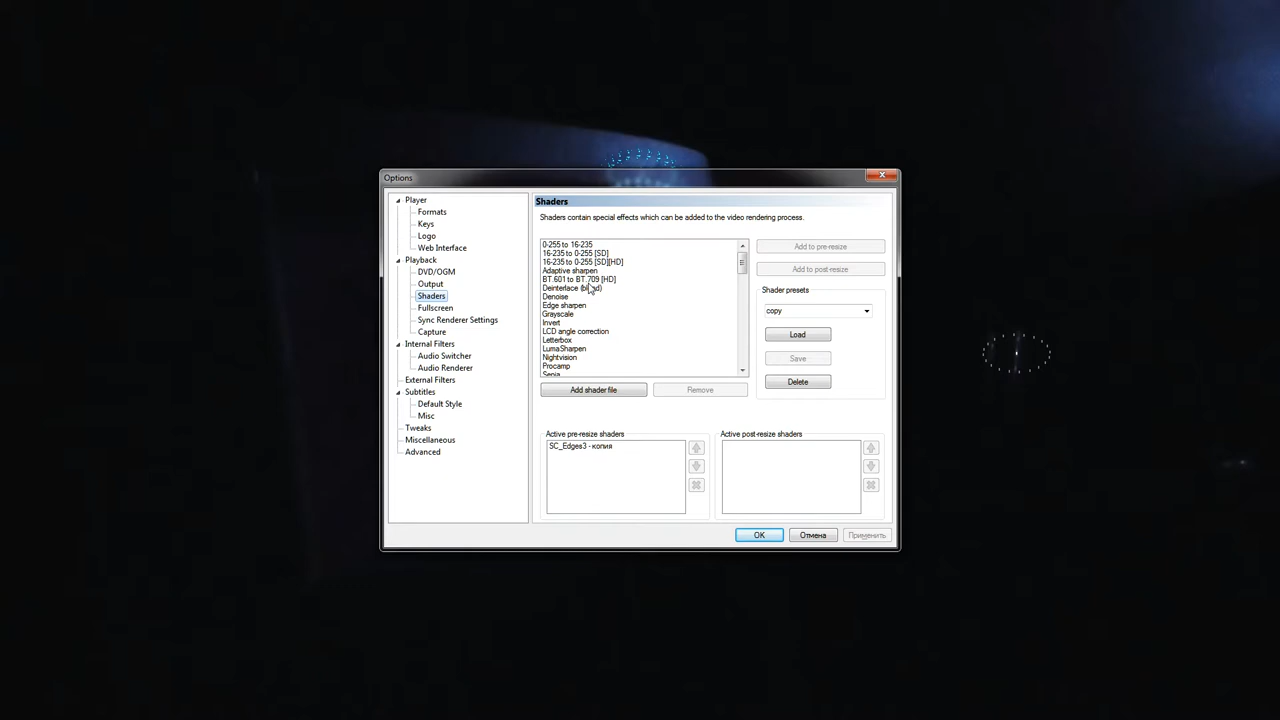 Options
Player
Formats
Keys
Logo
Web Interface
Playback
DVD/OGM
Output
Shaders
Fullscreen
Sync Renderer Settings
Capture
Internal Filters
Audio Switcher
Audio Renderer
External Filters
Subtitles
Default Style
Misc
Tweaks
Miscellaneous
Advanced
Shaders
Shaders contain special effects which can be added to the video rendering process.
0-255 to 16-235
16-235 to 0-255 [SD]
16-235 to 0-255 [SD][HD]
Adaptive sharpen
BT.601 to BT.709 [HD]
Deinterlace (blend)
Denoise
Edge sharpen
Grayscale
Invert
LCD angle correction
Letterbox
LumaSharpen
Nightvision
Procamp
Sepia
Add shader file
Remove
Add to pre-resize
Add to post-resize
Shader presets
copy
Load
Save
Delete
Active pre-resize shaders
SC_Edges3 - копия
Active post-resize shaders
OK
Отмена
Применить